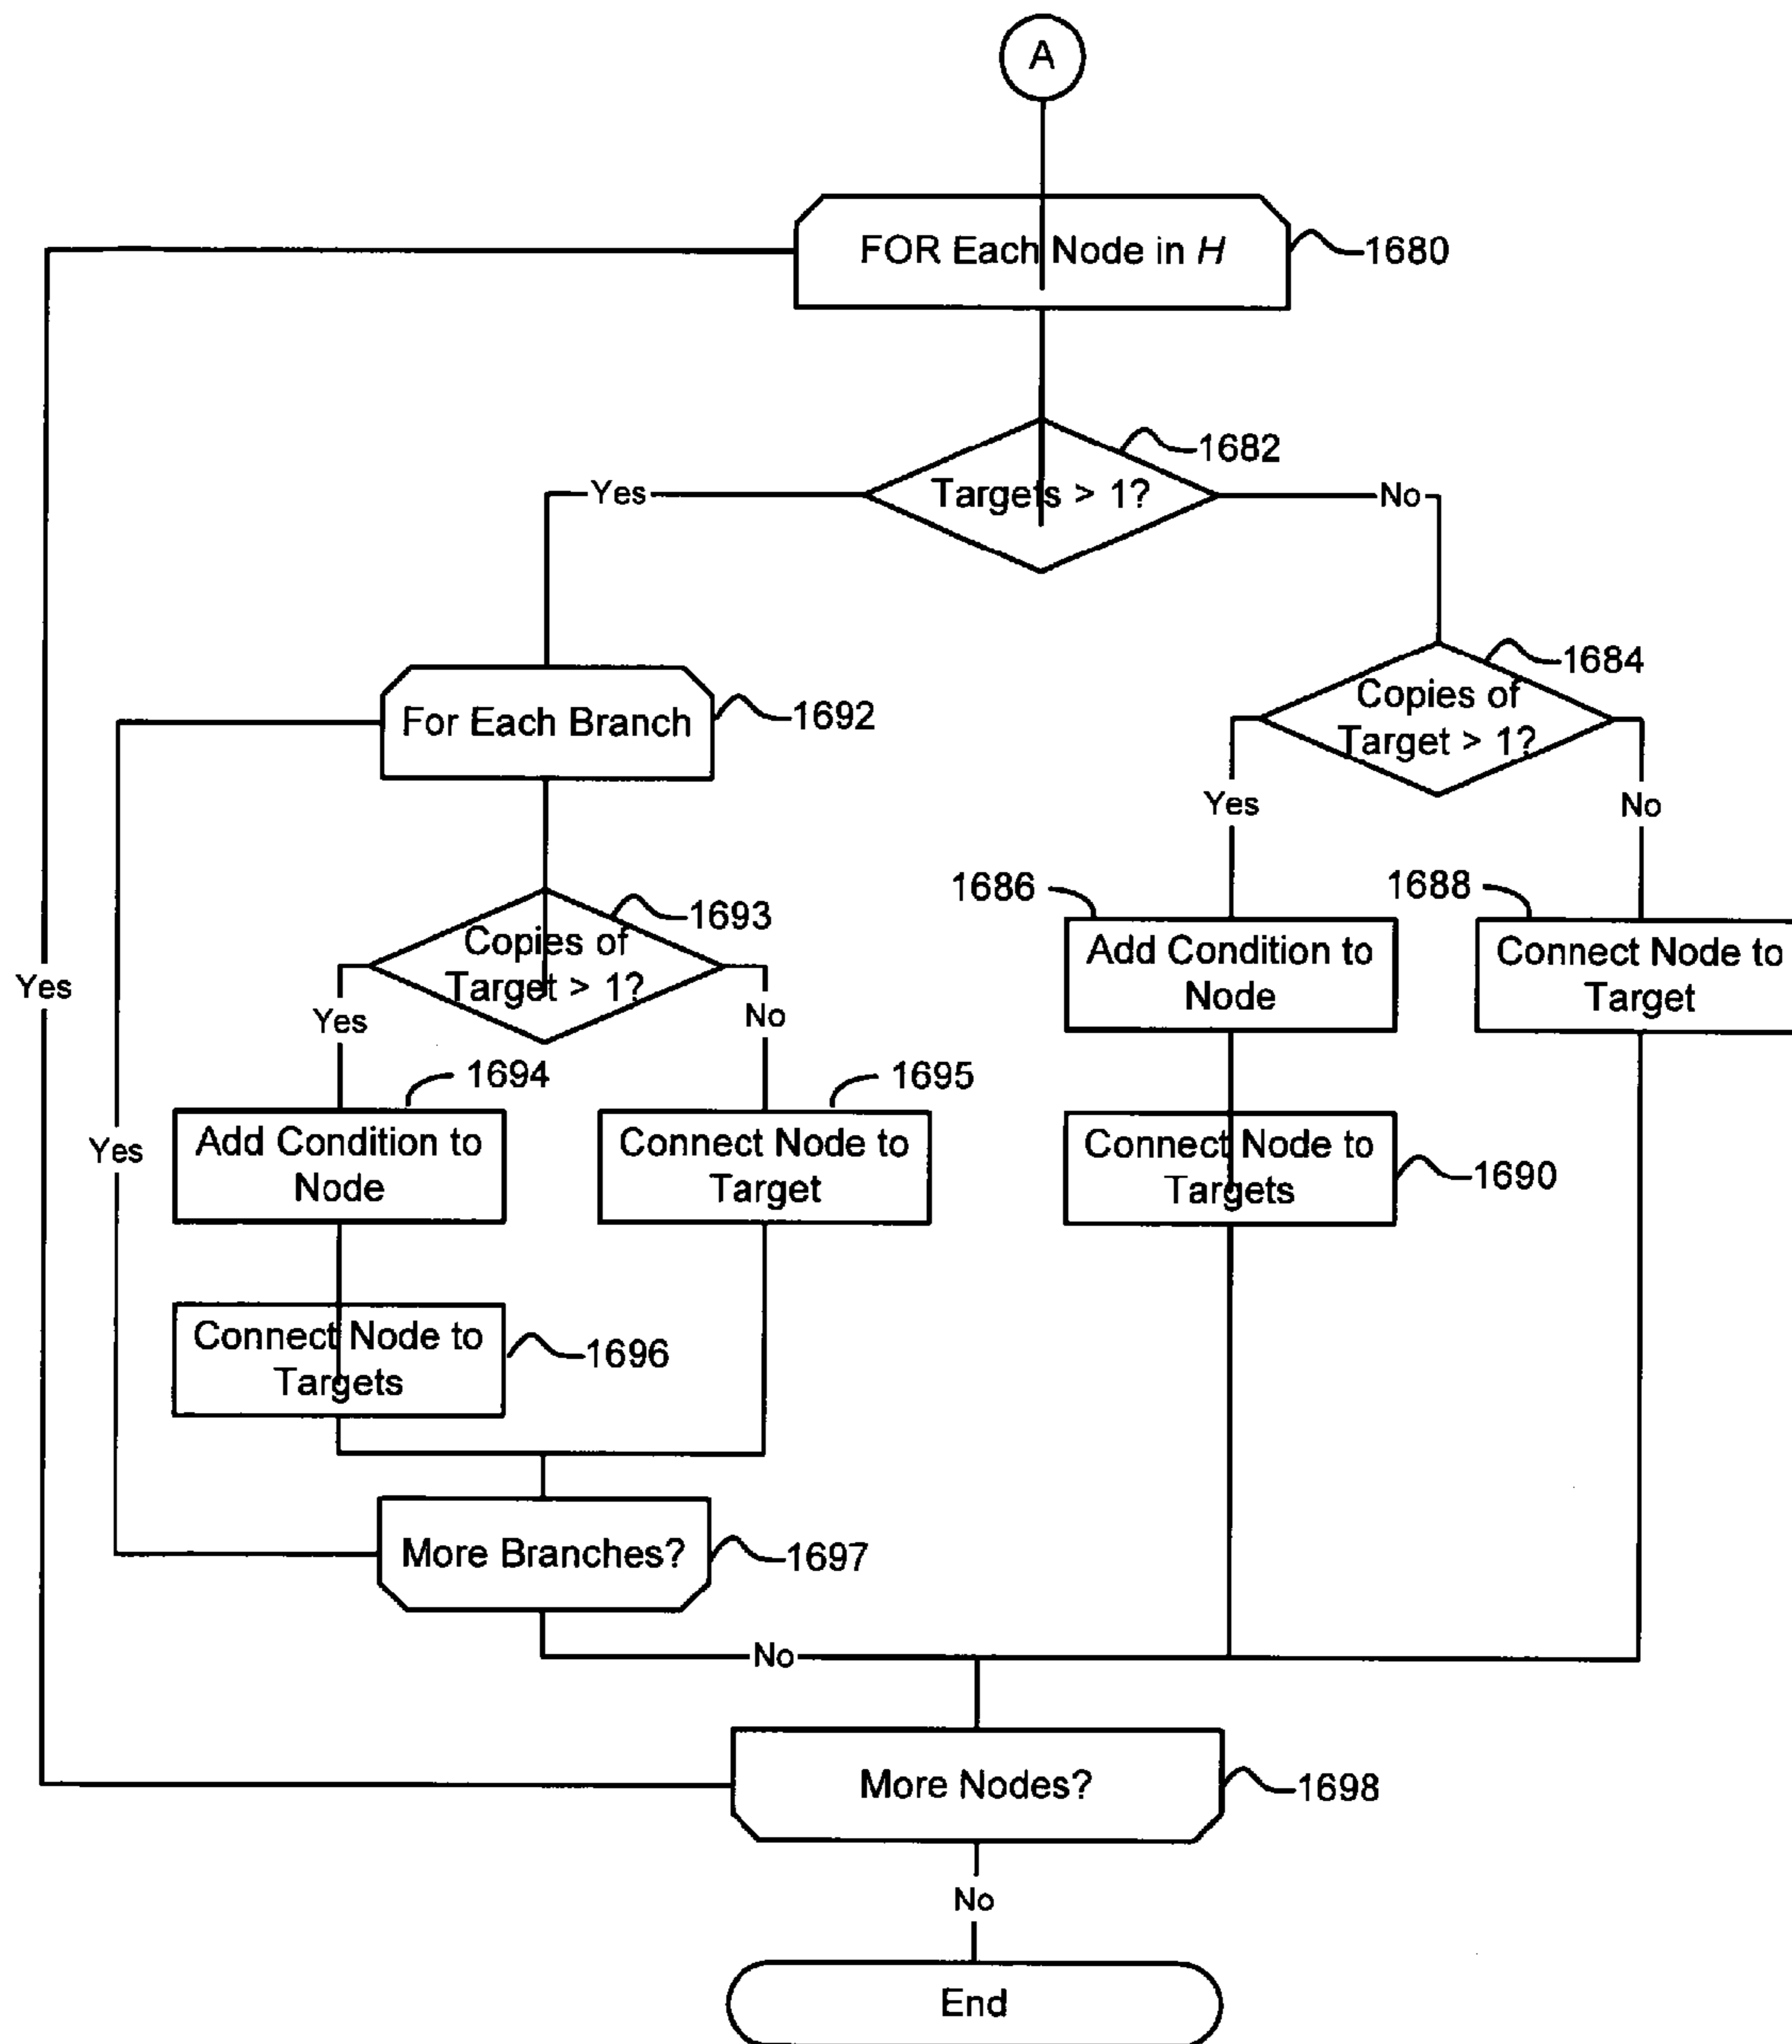 A
FOR Each Node in H
1680
1682
Targets > 1?
Yes
No
1684
Copies of
Target > 1?
For Each Branch
1692
Yes
No
1686
1688
1693
Copies of
Target > 1?
Add Condition to
Node
Connect Node to
Target
Yes
Yes
No
1694
1695
Yes
Add Condition to
Node
Connect Node to
Target
Connect Node to
Targets
1690
Connect Node to
Targets
1696
More Branches?
1697
No
More Nodes?
1698
No
End